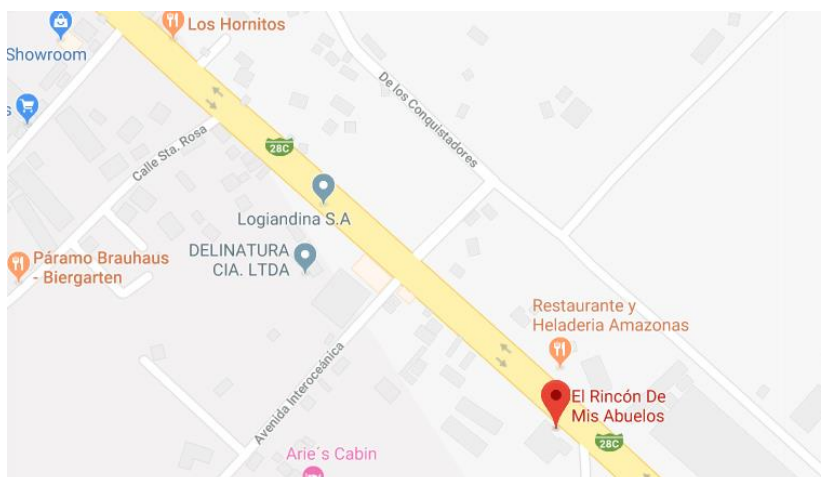 Los Hornitos
Showroom
s
De los Conquistadores
Calle Sta. Rosa
28C
Logiandina S.A
DELINATURA
CIA. LTDA
Páramo Brauhaus
- Biergarten
Restaurante y
Heladeria Amazonas
Avenida Interoceánica
El Rincón De
Mis Abuelos
28C
Arie´s Cabin